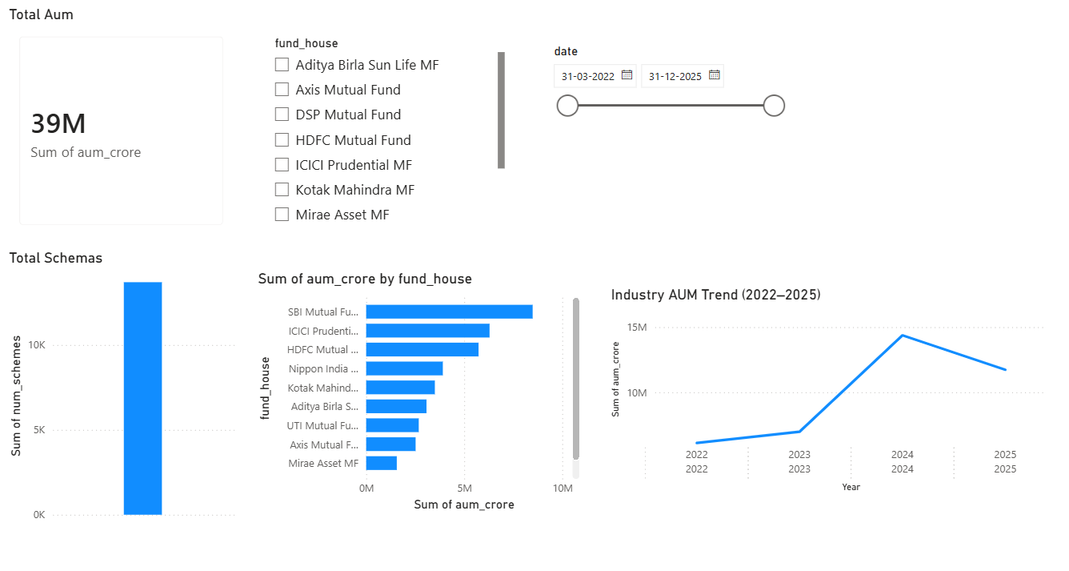 Total Aum
39M
Sum of aum_crore
fund_house
Aditya Birla Sun Life MF
Axis Mutual Fund
DSP Mutual Fund
HDFC Mutual Fund
ICICI Prudential MF
Kotak Mahindra MF
Mirae Asset MF
date
31-03-2022 31-12-2025
Total Schemas
Sum of num_schemes
10K
5K
0K
Sum of aum_crore by fund_house
fund_house
SBI Mutual Fu...
ICICI Prudenti...
HDFC Mutual ...
Nippon India ...
Kotak Mahind...
Aditya Birla S...
UTI Mutual Fu...
Axis Mutual F...
Mirae Asset MF
0M 5M 10M
Sum of aum_crore
Industry AUM Trend (2022–2025)
Sum of aum_crore
15M
10M
2022 2023 2024 2025
2022 2023 2024 2025
Year